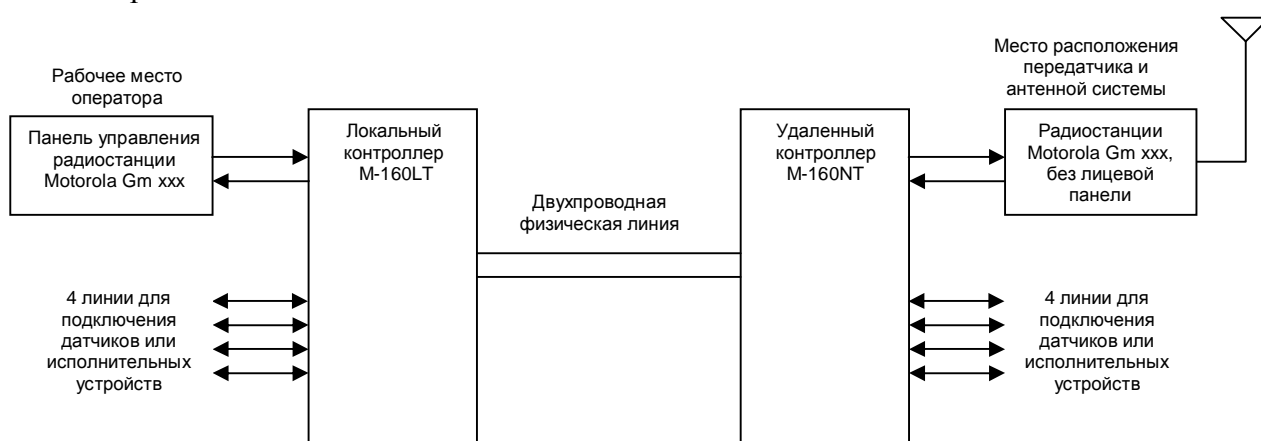 Рабочее место
оператора
Панель управления
радиостанции
Motorola Gm xxx
Локальный
контроллер
M-160LT
Двухпроводная
физическая линия
Удаленный
контроллер
M-160NT
Место расположения
передатчика и
антенной системы
Радиостанции
Motorola Gm xxx,
без лицевой
панели
4 линии для
подключения
датчиков или
исполнительных
устройств
4 линии для
подключения
датчиков или
исполнительных
устройств